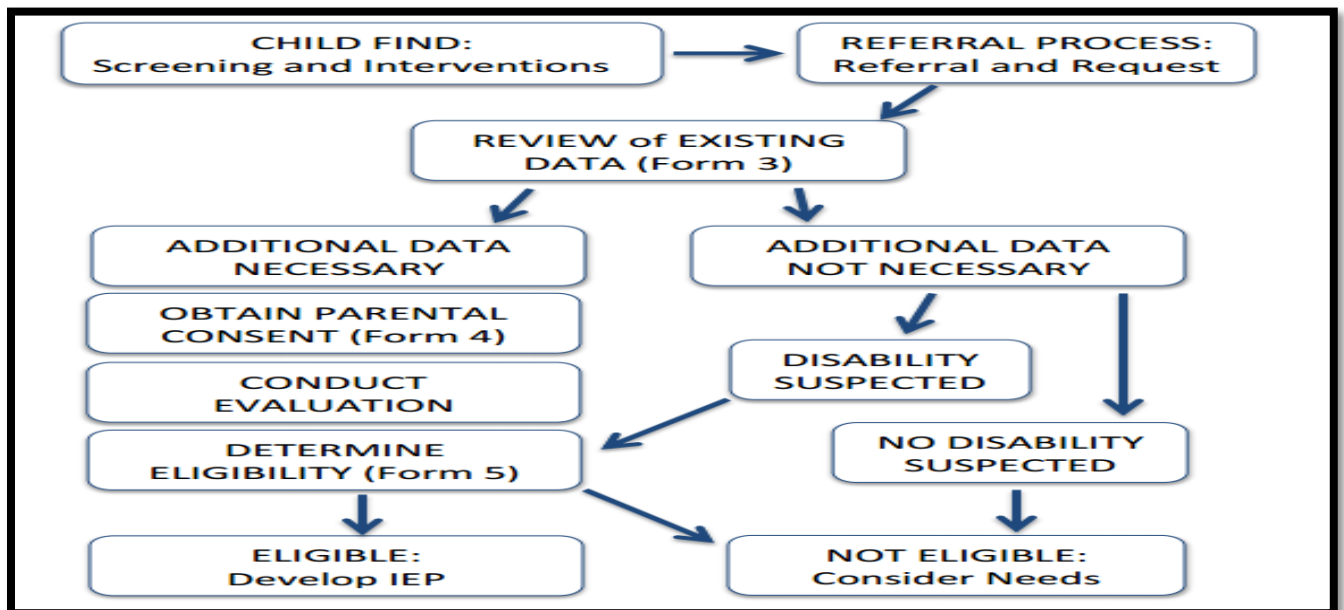 CHILD FIND:
Screening and Interventions
REFERRAL PROCESS:
Referral and Request
REVIEW of EXISTING
DATA (Form 3)
ADDITIONAL DATA
NECESSARY
ADDITIONAL DATA
NOT NECESSARY
OBTAIN PARENTAL
CONSENT (Form 4)
DISABILITY
SUSPECTED
CONDUCT
EVALUATION
DETERMINE
ELIGIBILITY (Form 5)
NO DISABILITY
SUSPECTED
ELIGIBLE:
Develop IEP
NOT ELIGIBLE:
Consider Needs